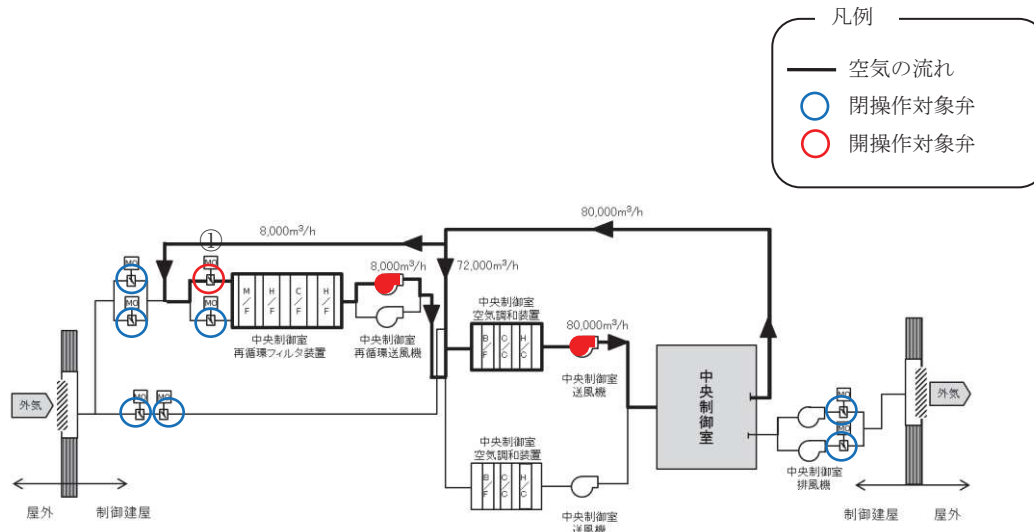 凡例
空気の流れ
閉操作対象弁
開操作対象弁
80,000m³/h
8,000m³/h
①
MO
MO
8,000m³/h
72,000m³/h
MO
MO
M/F
H/F
C/F
H/F
中央制御室
再循環フィルタ装置
中央制御室
再循環送風機
中央制御室
空気調和装置
B/F
C/C
H/C
80,000m³/h
中央制御室
送風機
中央制御室
外気
MO
MO
中央制御室
空気調和装置
B/F
C/C
H/C
中央制御室
送風機
MO
MO
中央制御室
排風機
外気
屋外
制御建屋
制御建屋
屋外